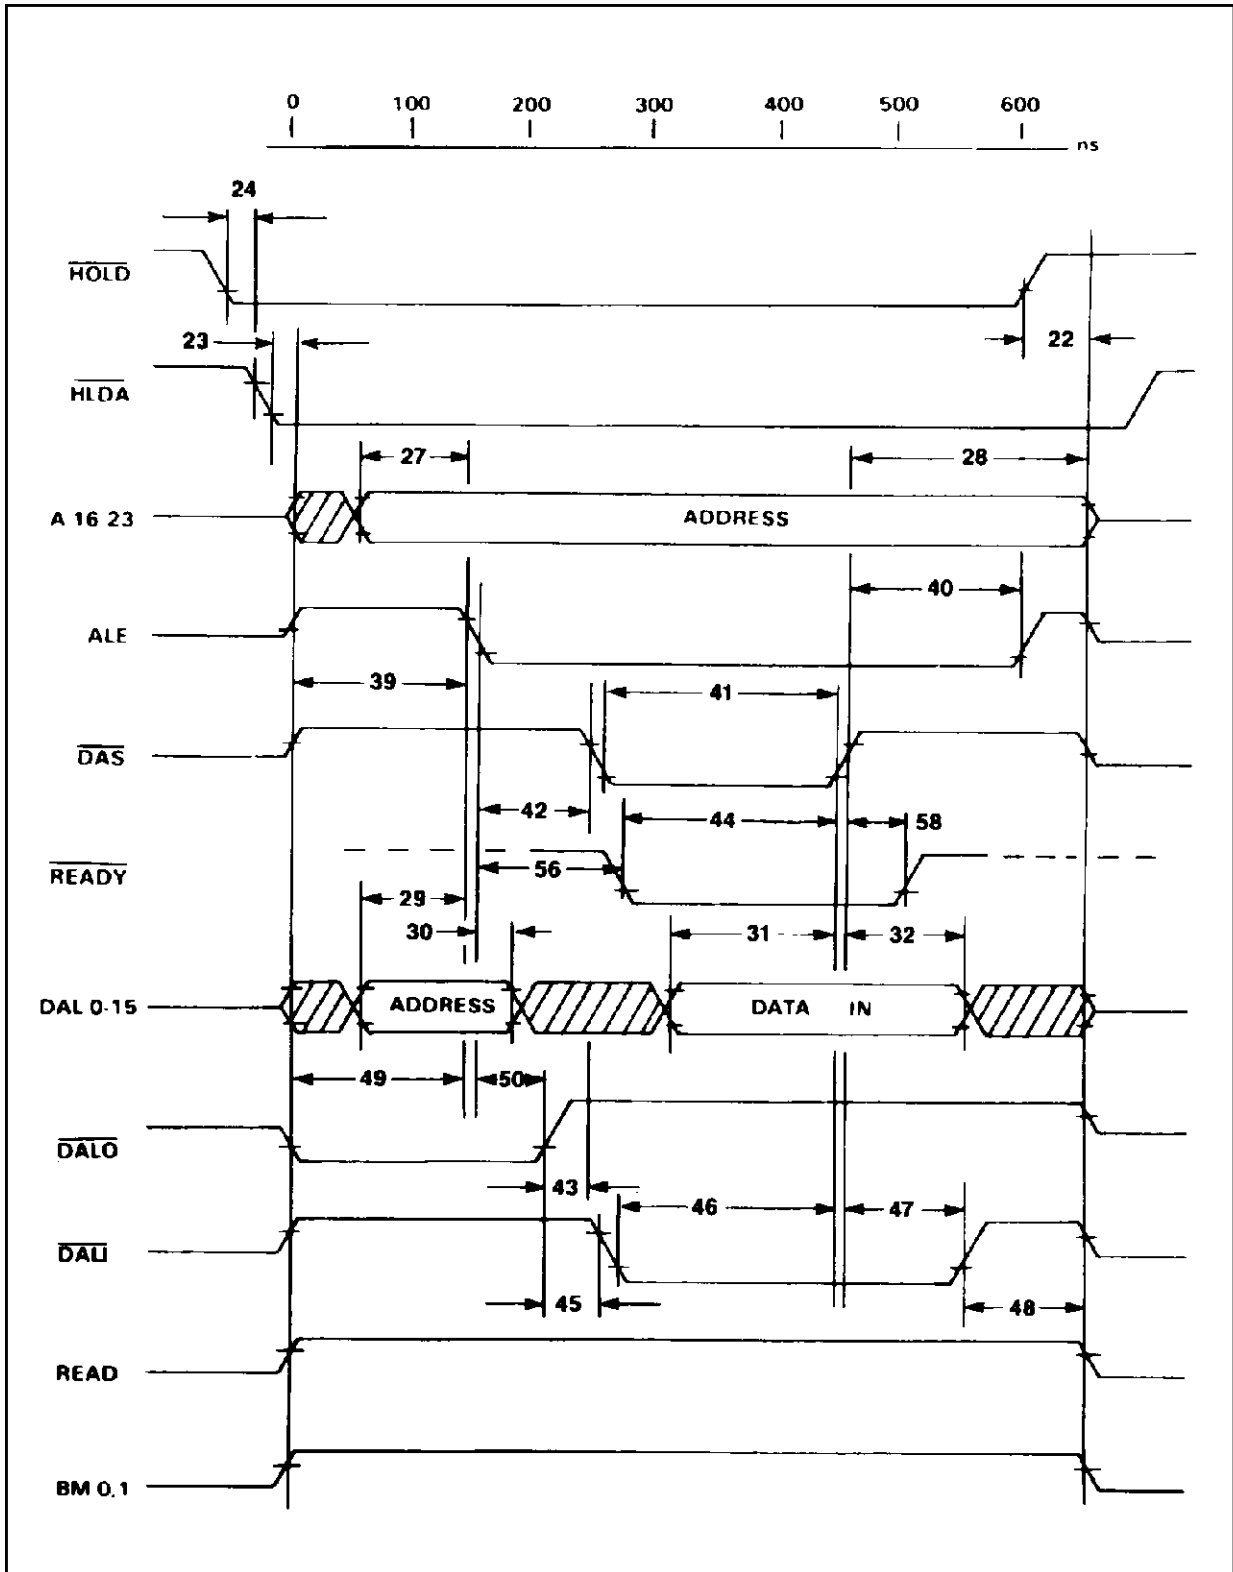 0 100 200 300 400 500 600
ns
24
HOLD
23 22
HLDA
27 28
A 16 23 ADDRESS
40
ALE
39 41
DAS
42 44 58
READY 56
29
30 31 32
DAL 0-15 ADDRESS DATA IN
49 50
DALO
43 46 47
DALI
45 48
READ
BM 0.1